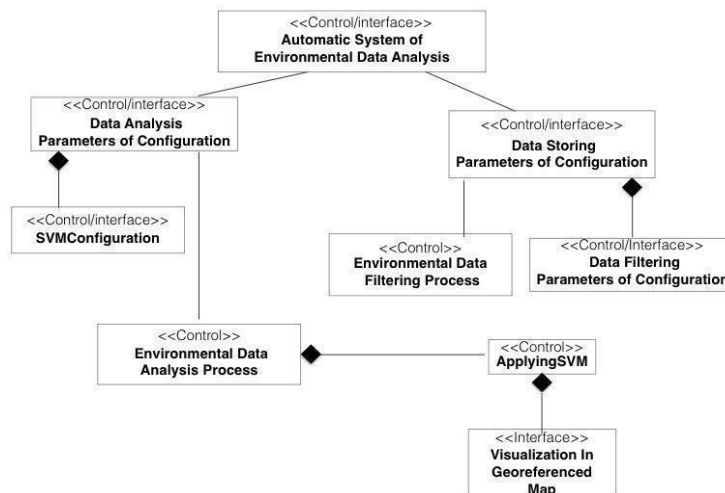 <<Control/interface>>
Automatic System of
Environmental Data Analysis
<<Control/interface>>
Data Analysis
Parameters of Configuration
<<Control/interface>>
Data Storing
Parameters of Configuration
<<Control/interface>>
SVMConfiguration
<<Control>>
Environmental Data
Filtering Process
<<Control/Interface>>
Data Filtering
Parameters of Configuration
<<Control>>
Environmental Data
Analysis Process
<<Control>>
ApplyingSVM
<<Interface>>
Visualization In
Georeferenced
Map